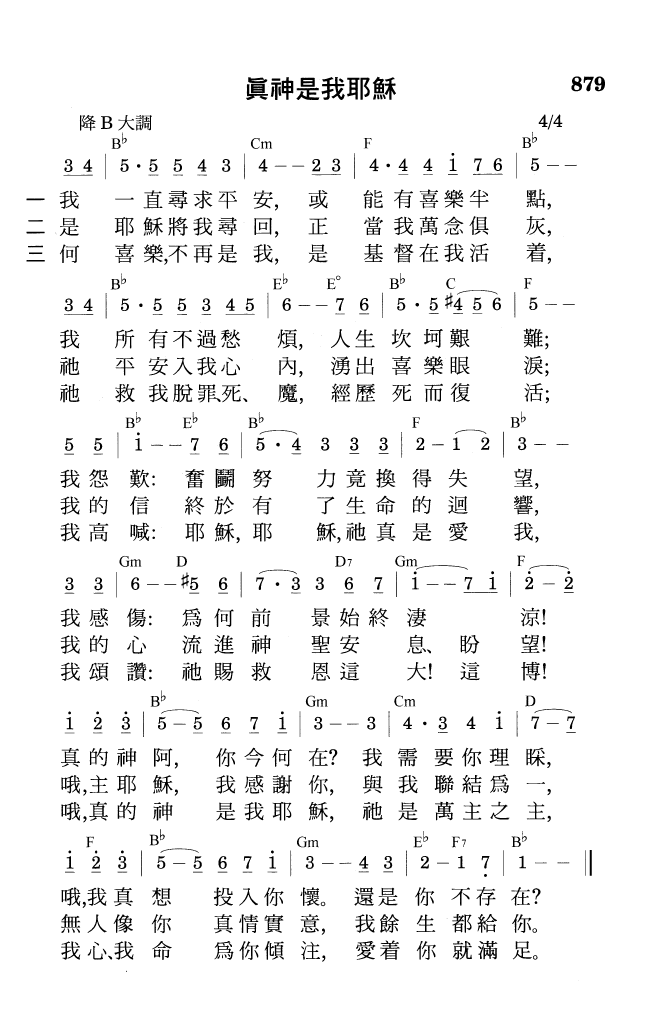 眞神是我耶穌 879
降B大調 4/4
B♭ Cm F B♭
3 4 | 5 · 5 5 4 3 | 4 - - 2 3 | 4 · 4 4 i 7 6 | 5 - -
一 我 一直尋求平 安, 或 能有喜樂半 點,
二 是 耶穌將我尋 回, 正 當我萬念俱 灰,
三 何 喜樂,不再是 我, 是 基督在我活 着,
B♭ E♭ E° B♭ C F
3 4 | 5 · 5 5 3 4 5 | 6 - - 7 6 | 5 · 5 #4 5 6 | 5 - -
我 所有不過愁 煩, 人生坎坷艱 難;
祂 平安入我心 內, 湧出喜樂眼 淚;
祂 救我脫罪、死、 魔, 經歷死而復 活;
B♭ E♭ B♭ F B♭
5 5 | i - - 7 6 | 5 · 4 3 3 3 | 2 - 1 2 | 3 - -
我怨歎: 奮鬭努 力竟換得失 望,
我的信 終於有 了生命的迴 響,
我高喊: 耶穌,耶 穌,祂真是愛 我,
Gm D D7 Gm F
3 3 | 6 - - #5 6 | 7 · 3 3 6 7 | i - - 7 i | 2 - 2
我感傷: 爲何前 景始終淒 涼!
我的心 流進神 聖安息、盼 望!
我頌讚: 祂賜救 恩這大!這 博!
B♭ Gm Cm D
i 2 3 | 5 - 5 6 7 i | 3 - - 3 | 4 · 3 4 i | 7 - 7
真的神阿, 你今何在? 我需要你理睬,
哦,主耶穌, 我感謝你, 與我聯結爲一,
哦,真的神 是我耶穌, 祂是萬主之主,
F B♭ Gm E♭ F7 B♭
i 2 3 | 5 - 5 6 7 i | 3 - - 4 3 | 2 - 1 7 | 1 - - ||
哦,我真想 投入你懷。 還是你不存在?
無人像你 真情實意, 我餘生都給你。
我心、我命 爲你傾注, 愛着你就滿足。